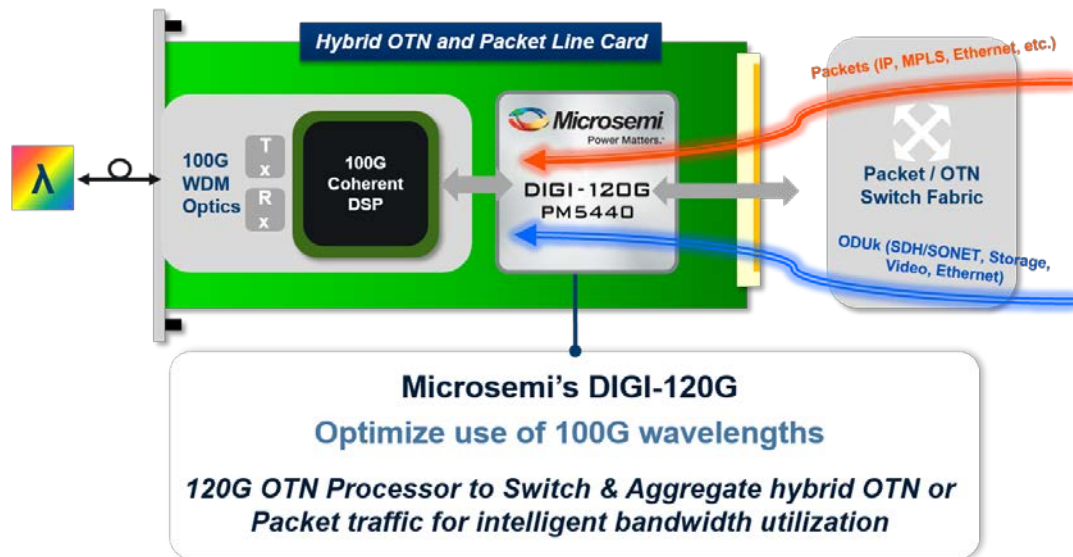 Hybrid OTN and Packet Line Card
Packets (IP, MPLS, Ethernet, etc.)
Microsemi
Power Matters.™
λ
100G
WDM
Optics
T
x
R
x
100G
Coherent
DSP
DIGI-120G
PM5440
Packet / OTN
Switch Fabric
ODUk (SDH/SONET, Storage,
Video, Ethernet)
Microsemi's DIGI-120G
Optimize use of 100G wavelengths
120G OTN Processor to Switch & Aggregate hybrid OTN or
Packet traffic for intelligent bandwidth utilization